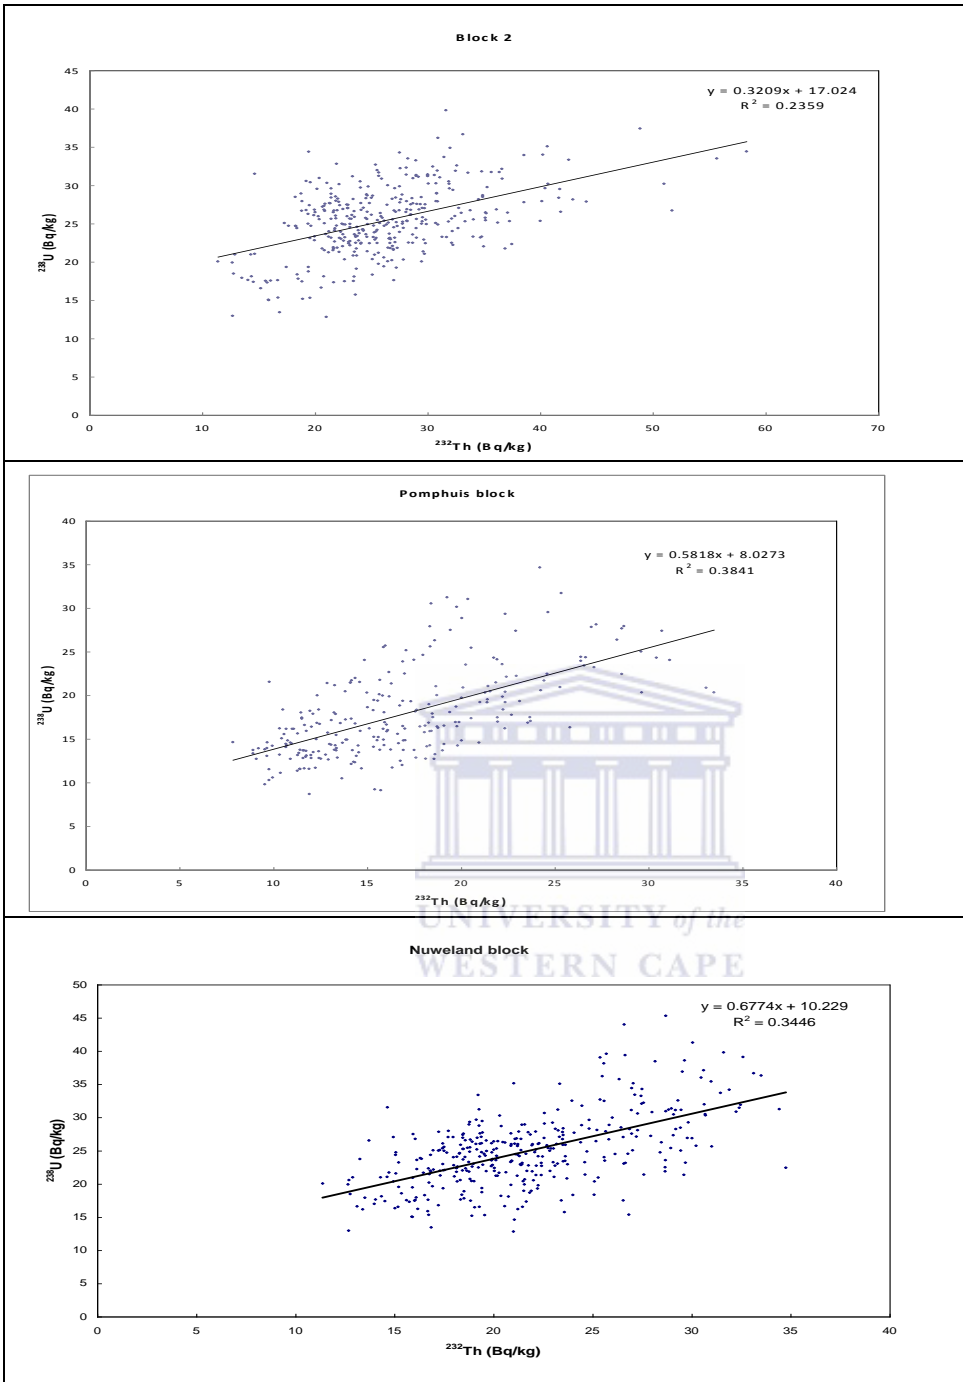 Block 2
45
40
35
30
25
20
15
10
5
0
y = 0.3209x + 17.024
R² = 0.2359
²³⁸U (Bq/kg)
0 10 20 30 40 50 60 70
²³²Th (Bq/kg)
Pomphuis block
40
35
30
25
20
15
10
5
0
y = 0.5818x + 8.0273
R² = 0.3841
²³⁸U (Bq/kg)
0 5 10 15 20 25 30 35 40
²³²Th (Bq/kg)
UNIVERSITY of the
WESTERN CAPE
Nuweland block
50
45
40
35
30
25
20
15
10
5
0
y = 0.6774x + 10.229
R² = 0.3446
²³⁸U (Bq/kg)
0 5 10 15 20 25 30 35 40
²³²Th (Bq/kg)